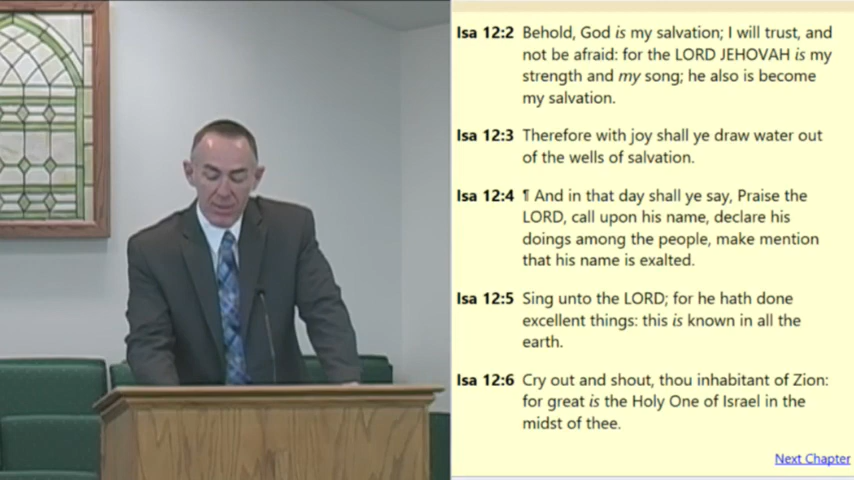 Isa 12:2 Behold, God is my salvation; I will trust, and
not be afraid: for the LORD JEHOVAH is my
strength and my song; he also is become
my salvation.
Isa 12:3 Therefore with joy shall ye draw water out
of the wells of salvation.
Isa 12:4 ¶ And in that day shall ye say, Praise the
LORD, call upon his name, declare his
doings among the people, make mention
that his name is exalted.
Isa 12:5 Sing unto the LORD; for he hath done
excellent things: this is known in all the
earth.
Isa 12:6 Cry out and shout, thou inhabitant of Zion:
for great is the Holy One of Israel in the
midst of thee.
Next Chapter